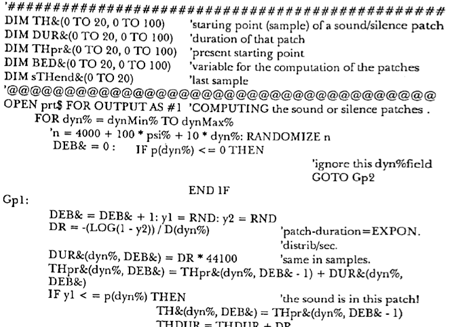 '#############################################
DIM TH&(0 TO 20, 0 TO 100) 'starting point (sample) of a sound/silence patch
DIM DUR&(0 TO 20, 0 TO 100) 'duration of that patch
DIM THpr&(0 TO 20, 0 TO 100) 'present starting point
DIM BED&(0 TO 20, 0 TO 100) 'variable for the computation of the patches
DIM sTHend&(0 TO 20) 'last sample
'@@@@@@@@@@@@@@@@@@@@@@@@@@@@@@@@@@@
OPEN prt$ FOR OUTPUT AS #1 'COMPUTING the sound or silence patches .
FOR dyn% = dynMin% TO dynMax%
'n = 4000 + 100 * psi% + 10 * dyn%: RANDOMIZE n
DEB& = 0 : IF p(dyn%) <= 0 THEN
'ignore this dyn%field
GOTO Gp2
END IF
Gp1:
DEB& = DEB& + 1: y1 = RND: y2 = RND
DR = -(LOG(1 - y2)) / D(dyn%) 'patch-duration=EXPON.
'distrib/sec.
DUR&(dyn%, DEB&) = DR * 44100 'same in samples.
THpr&(dyn%, DEB&) = THpr&(dyn%, DEB& - 1) + DUR&(dyn%,
DEB&)
IF y1 < = p(dyn%) THEN 'the sound is in this patch!
TH&(dyn%, DEB&) = THpr&(dyn%, DEB& - 1)
THDUR = THDUR + DR